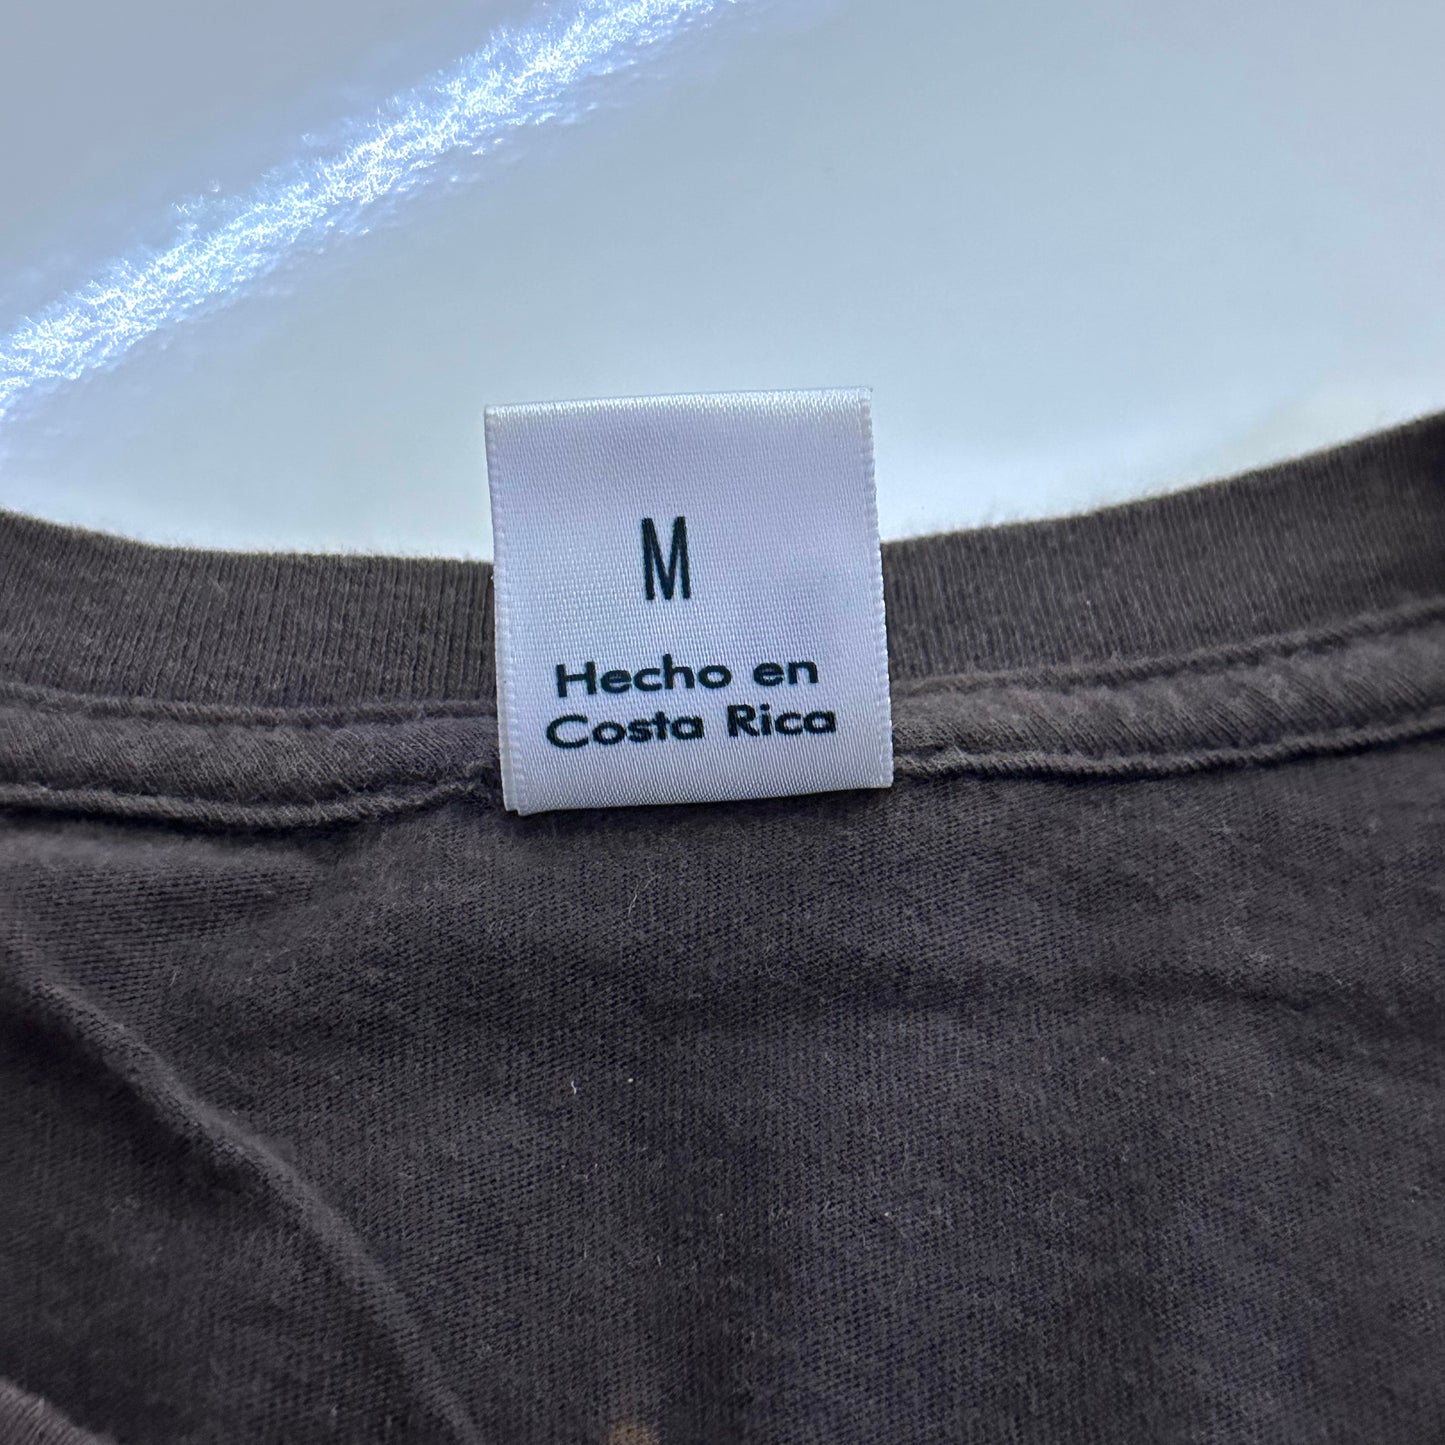 M
Hecho en
Costa Rica